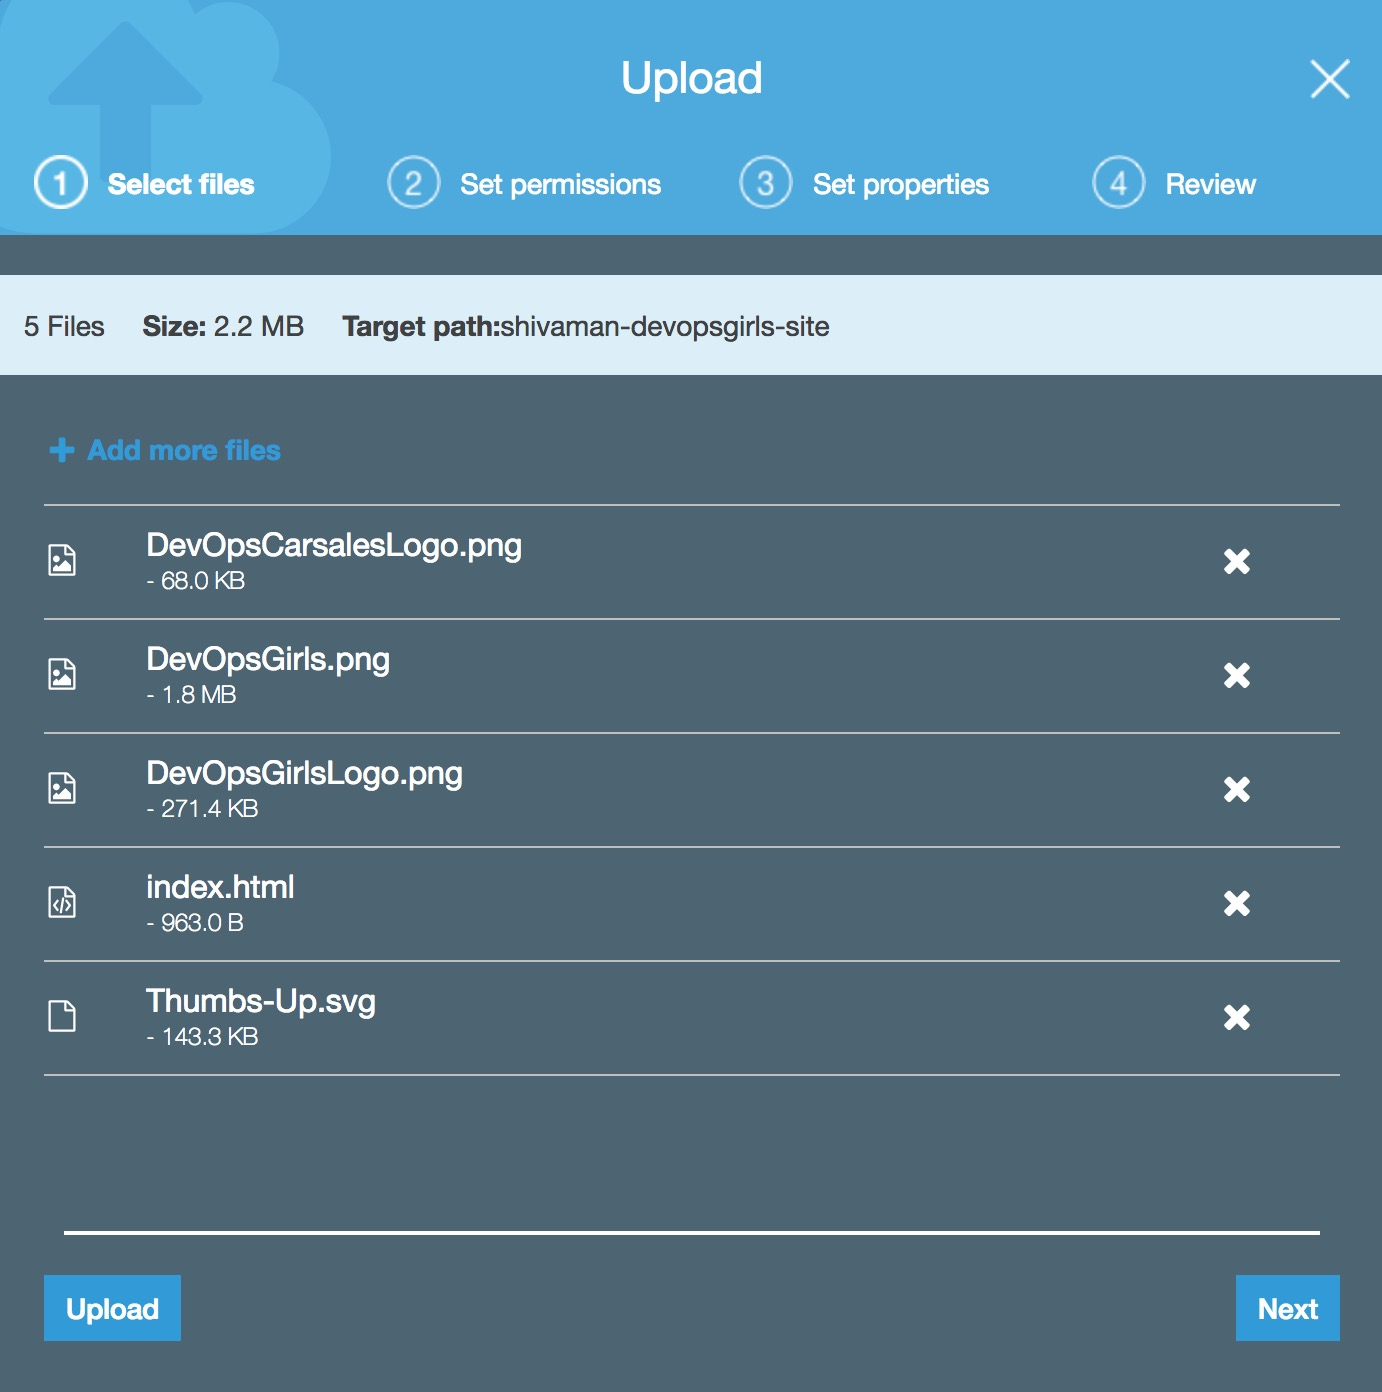 Upload
1 Select files 2 Set permissions 3 Set properties 4 Review
5 Files Size: 2.2 MB Target path:shivaman-devopsgirls-site
Add more files
DevOpsCarsalesLogo.png
- 68.0 KB
DevOpsGirls.png
- 1.8 MB
DevOpsGirlsLogo.png
- 271.4 KB
index.html
- 963.0 B
Thumbs-Up.svg
- 143.3 KB
Upload Next